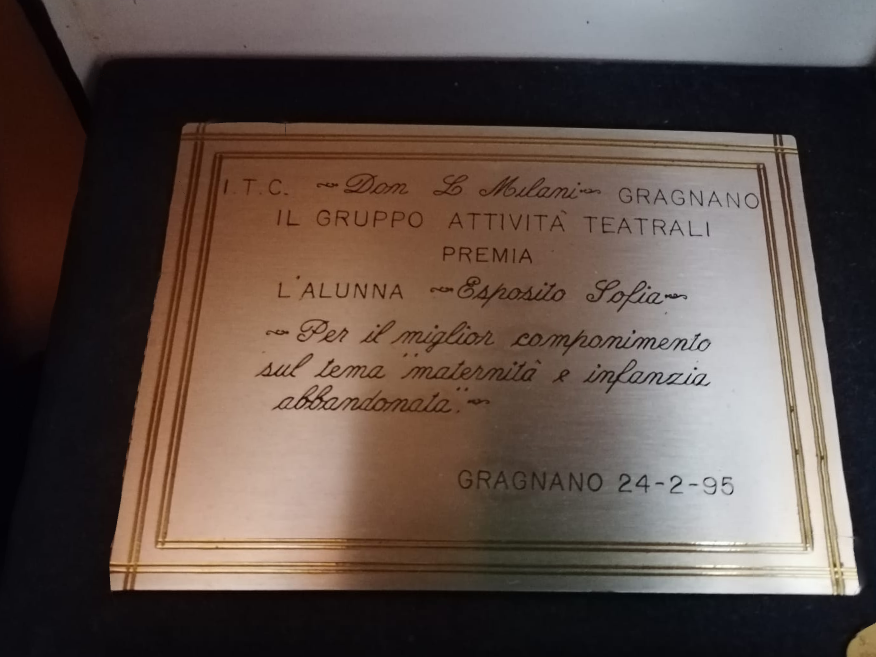 I.T.C. ~Don L Milani~ GRAGNANO
IL GRUPPO ATTIVITÀ TEATRALI
PREMIA
L'ALUNNA ~Esposito Sofia~
~Per il miglior componimento
sul tema "maternità e infanzia
abbandonata".~
GRAGNANO 24-2-95